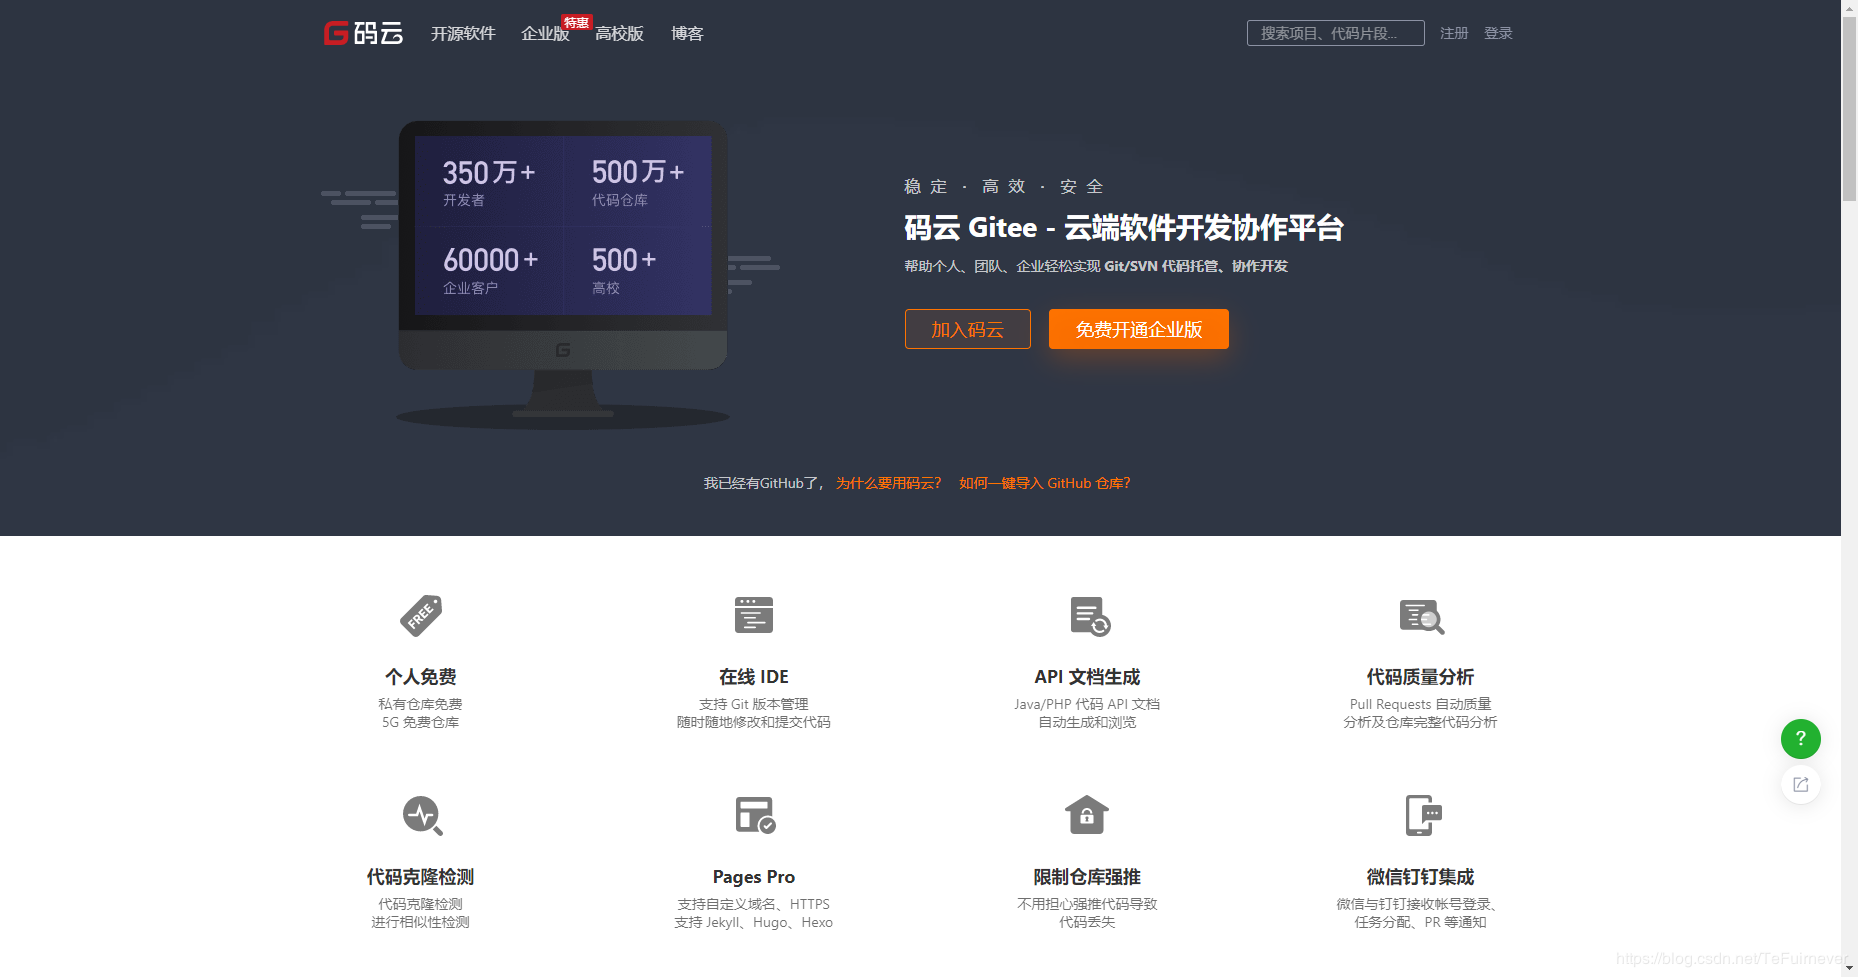 G 码云 开源软件 企业版 特惠 高校版 博客 搜索项目、代码片段... 注册 登录
350万+ 500万+
开发者 代码仓库
60000+ 500+
企业客户 高校
G
稳定 · 高效 · 安全
码云 Gitee - 云端软件开发协作平台
帮助个人、团队、企业轻松实现 Git/SVN 代码托管、协作开发
加入码云 免费开通企业版
我已经有GitHub了， 为什么要用码云? 如何一键导入 GitHub 仓库?
FREE
个人免费
私有仓库免费
5G 免费仓库
在线 IDE
支持 Git 版本管理
随时随地修改和提交代码
API 文档生成
Java/PHP 代码 API 文档
自动生成和浏览
代码质量分析
Pull Requests 自动质量
分析及仓库完整代码分析
?
代码克隆检测
代码克隆检测
进行相似性检测
Pages Pro
支持自定义域名、HTTPS
支持 Jekyll、Hugo、Hexo
限制仓库强推
不用担心强推代码导致
代码丢失
微信钉钉集成
微信与钉钉接收帐号登录、
任务分配、PR 等通知
https://blog.csdn.net/TeFuirnever